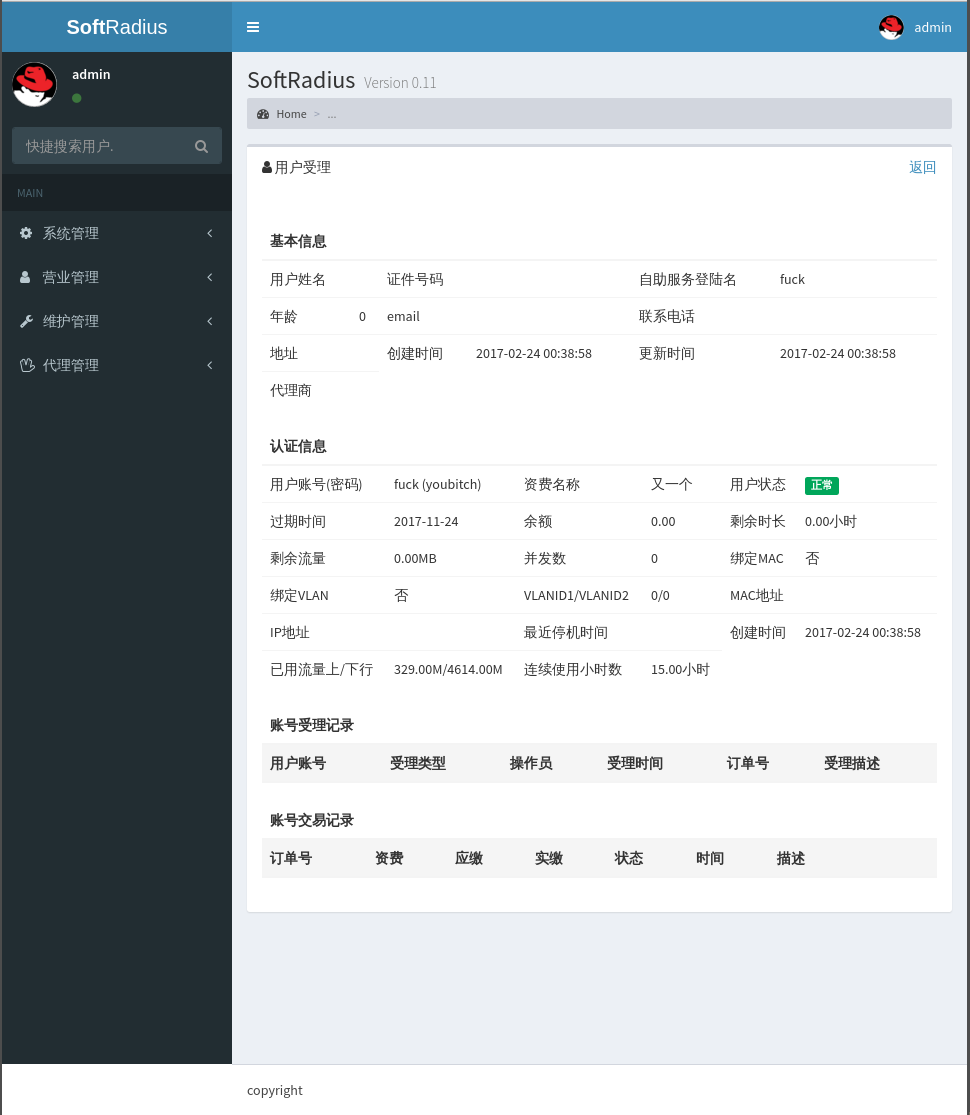 SoftRadius
admin
admin
快捷搜索用户.
MAIN
系统管理
营业管理
维护管理
代理管理
SoftRadius Version 0.11
Home > ...
用户受理 返回
基本信息
用户姓名 证件号码 自助服务登陆名 fuck
年龄 0 email 联系电话
地址 创建时间 2017-02-24 00:38:58 更新时间 2017-02-24 00:38:58
代理商
认证信息
用户账号(密码) fuck (youbitch) 资费名称 又一个 用户状态 正常
过期时间 2017-11-24 余额 0.00 剩余时长 0.00小时
剩余流量 0.00MB 并发数 0 绑定MAC 否
绑定VLAN 否 VLANID1/VLANID2 0/0 MAC地址
IP地址 最近停机时间 创建时间 2017-02-24 00:38:58
已用流量上/下行 329.00M/4614.00M 连续使用小时数 15.00小时
账号受理记录
用户账号 受理类型 操作员 受理时间 订单号 受理描述
账号交易记录
订单号 资费 应缴 实缴 状态 时间 描述
copyright